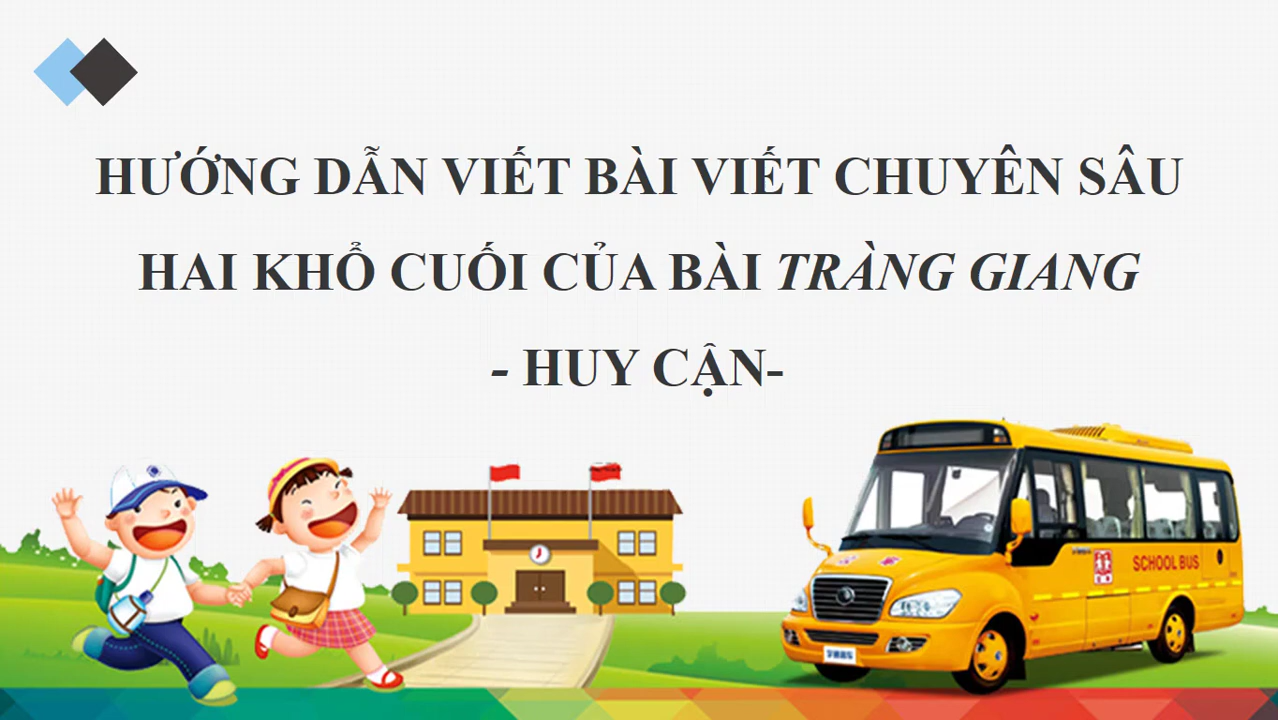 HƯỚNG DẪN VIẾT BÀI VIẾT CHUYÊN SÂU
HAI KHỔ CUỐI CỦA BÀI TRÀNG GIANG
- HUY CẬN-
SCHOOL BUS